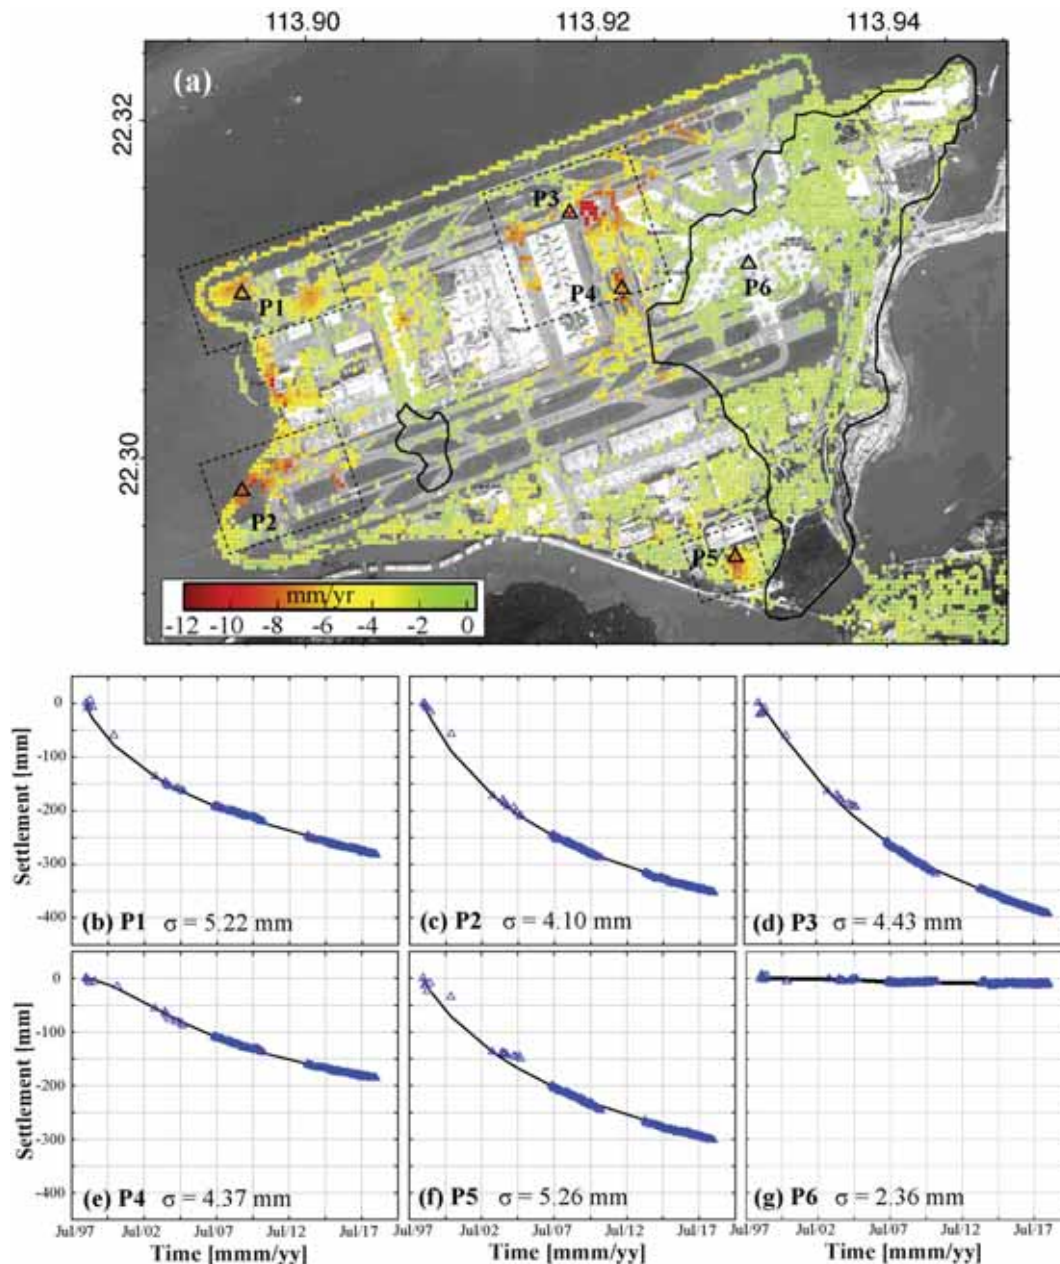 113.90 113.92 113.94
(a)
22.32
22.30
P3
P1
P4
P6
P2
P5
mm/yr
-12 -10 -8 -6 -4 -2 0
Settlement [mm]
0
-100
-200
-300
-400
(b) P1 σ = 5.22 mm
(c) P2 σ = 4.10 mm
(d) P3 σ = 4.43 mm
Settlement [mm]
0
-100
-200
-300
-400
(e) P4 σ = 4.37 mm
(f) P5 σ = 5.26 mm
(g) P6 σ = 2.36 mm
Jul/97 Jul/02 Jul/07 Jul/12 Jul/17
Jul/97 Jul/02 Jul/07 Jul/12 Jul/17
Jul/97 Jul/02 Jul/07 Jul/12 Jul/17
Time [mmm/yy] Time [mmm/yy] Time [mmm/yy]